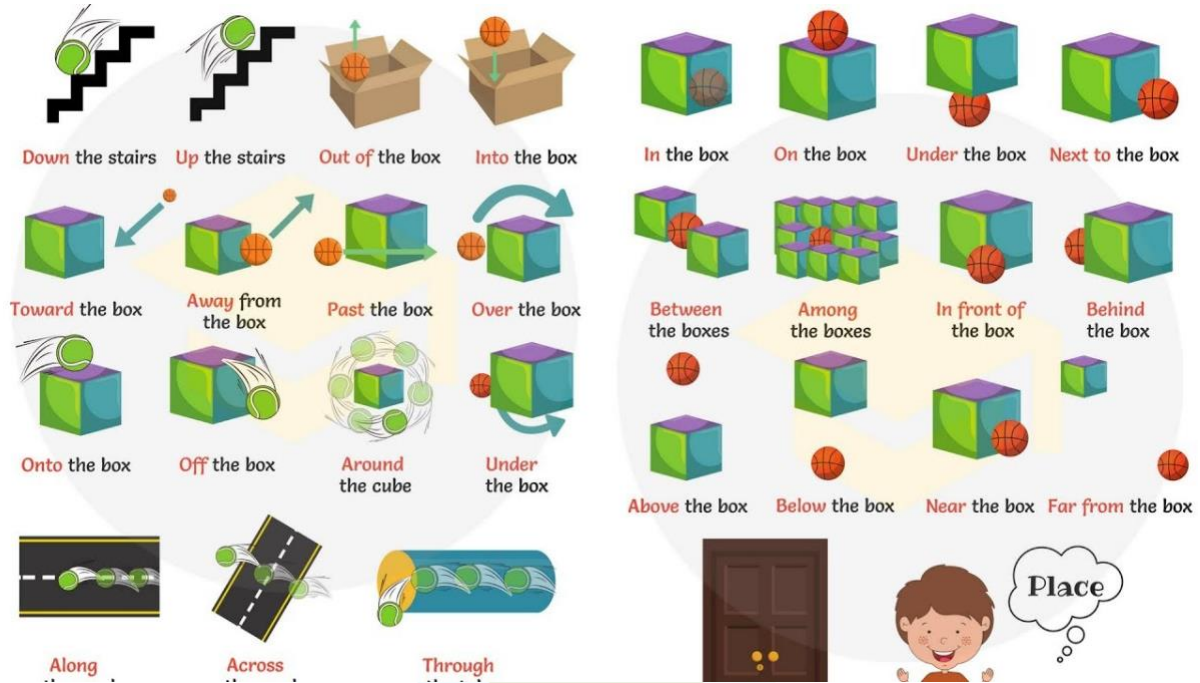 Down the stairs
Up the stairs
Out of the box
Into the box
In the box
On the box
Under the box
Next to the box
Toward the box
Away from
the box
Past the box
Over the box
Between
the boxes
Among
the boxes
In front of
the box
Behind
the box
Onto the box
Off the box
Around
the cube
Under
the box
Above the box
Below the box
Near the box
Far from the box
Along
Across
Through
Place